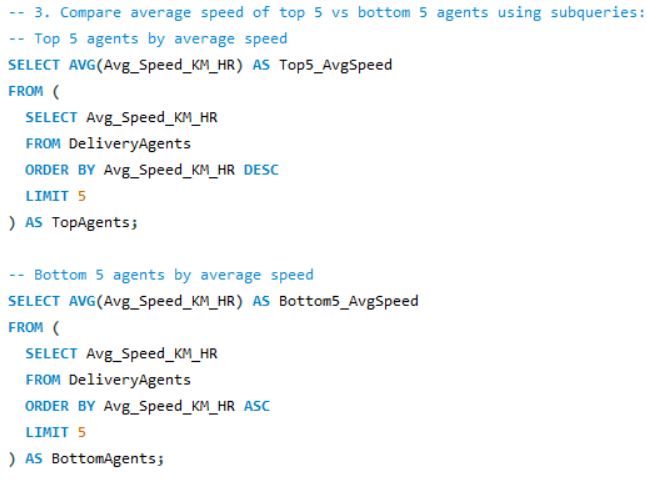 -- 3. Compare average speed of top 5 vs bottom 5 agents using subqueries:
-- Top 5 agents by average speed
SELECT AVG(Avg_Speed_KM_HR) AS Top5_AvgSpeed
FROM (
  SELECT Avg_Speed_KM_HR
  FROM DeliveryAgents
  ORDER BY Avg_Speed_KM_HR DESC
  LIMIT 5
) AS TopAgents;

-- Bottom 5 agents by average speed
SELECT AVG(Avg_Speed_KM_HR) AS Bottom5_AvgSpeed
FROM (
  SELECT Avg_Speed_KM_HR
  FROM DeliveryAgents
  ORDER BY Avg_Speed_KM_HR ASC
  LIMIT 5
) AS BottomAgents;